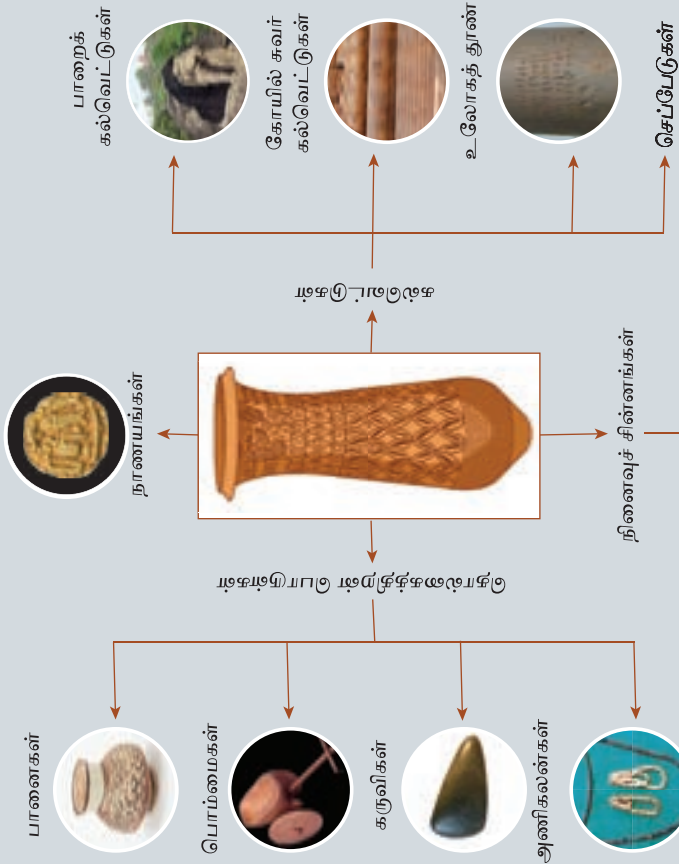 அணிகலன்கள்
கருவிகள்
பொம்மைகள்
பானைகள்
தொல்கைத்திறன் பொருள்கள்
நாணயங்கள்
நினைவுச் சின்னங்கள்
கல்வெட்டுகள்
செப்பேடுகள்
உலோகத் தூண்
கோயில் சுவர்
கல்வெட்டுகள்
பாறைக்
கல்வெட்டுகள்